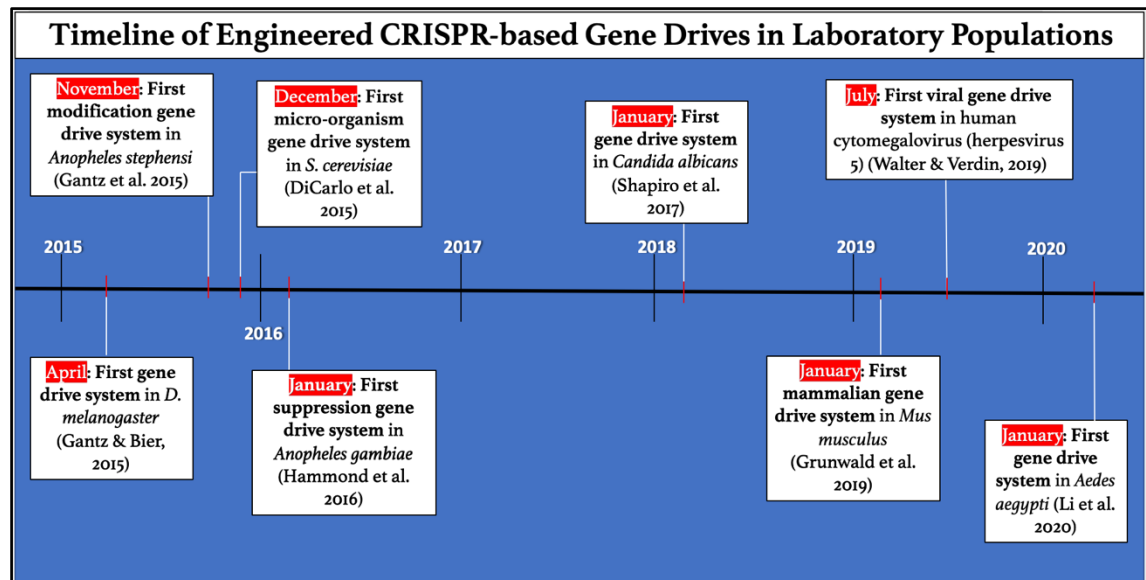 Timeline of Engineered CRISPR-based Gene Drives in Laboratory Populations
November: First
modification gene
drive system in
Anopheles stephensi
(Gantz et al. 2015)
December: First
micro-organism
gene drive system
in S. cerevisiae
(DiCarlo et al.
2015)
January: First
gene drive system
in Candida albicans
(Shapiro et al.
2017)
July: First viral gene drive
system in human
cytomegalovirus (herpesvirus
5) (Walter & Verdin, 2019)
2015
2016
2017
2018
2019
2020
April: First gene
drive system in D.
melanogaster
(Gantz & Bier,
2015)
January: First
suppression gene
drive system in
Anopheles gambiae
(Hammond et al.
2016)
January: First
mammalian gene
drive system in Mus
musculus
(Grunwald et al.
2019)
January: First
gene drive
system in Aedes
aegypti (Li et al.
2020)